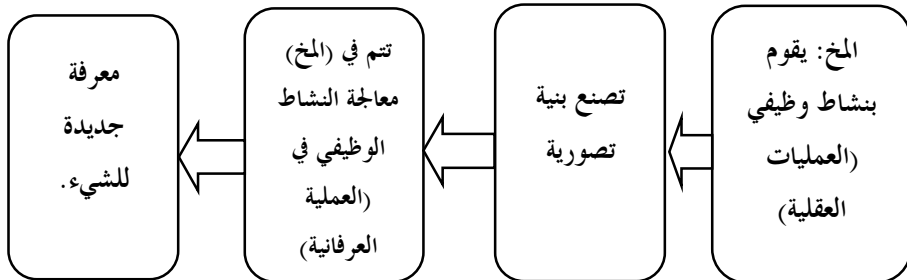 المخ: يقوم
بنشاط وظيفي
(العمليات
العقلية)
تصنع بنية
تصورية
تتم في (المخ)
معالجة النشاط
الوظيفي في
(العملية
العرفانية)
معرفة
جديدة
للشيء.